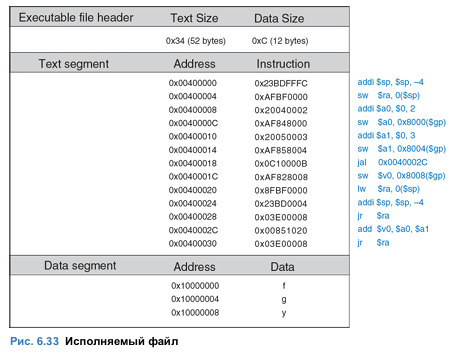 Executable file header Text Size Data Size
0x34 (52 bytes) 0xC (12 bytes)
Text segment Address Instruction
0x00400000 0x23BDFFFC addi $sp, $sp, –4
0x00400004 0xAFBF0000 sw $ra, 0($sp)
0x00400008 0x20040002 addi $a0, $0, 2
0x0040000C 0xAF848000 sw $a0, 0x8000($gp)
0x00400010 0x20050003 addi $a1, $0, 3
0x00400014 0xAF858004 sw $a1, 0x8004($gp)
0x00400018 0x0C10000B jal 0x0040002C
0x0040001C 0xAF828008 sw $v0, 0x8008($gp)
0x00400020 0x8FBF0000 lw $ra, 0($sp)
0x00400024 0x23BD0004 addi $sp, $sp, –4
0x00400028 0x03E00008 jr $ra
0x0040002C 0x00851020 add $v0, $a0, $a1
0x00400030 0x03E00008 jr $ra
Data segment Address Data
0x10000000 f
0x10000004 g
0x10000008 y
Рис. 6.33 Исполняемый файл